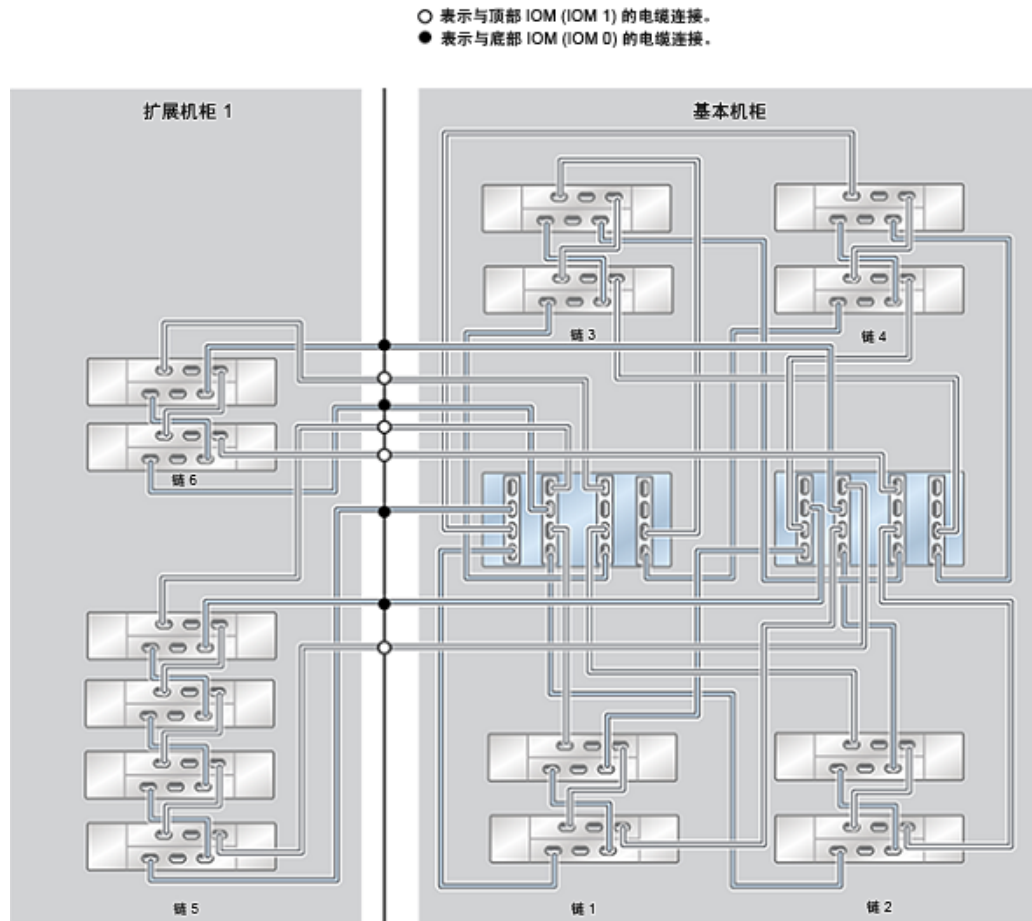 表示与顶部 IOM (IOM 1) 的电缆连接。
表示与底部 IOM (IOM 0) 的电缆连接。
扩展机柜 1
基本机柜
链 3
链 4
链 6
链 5
链 1
链 2